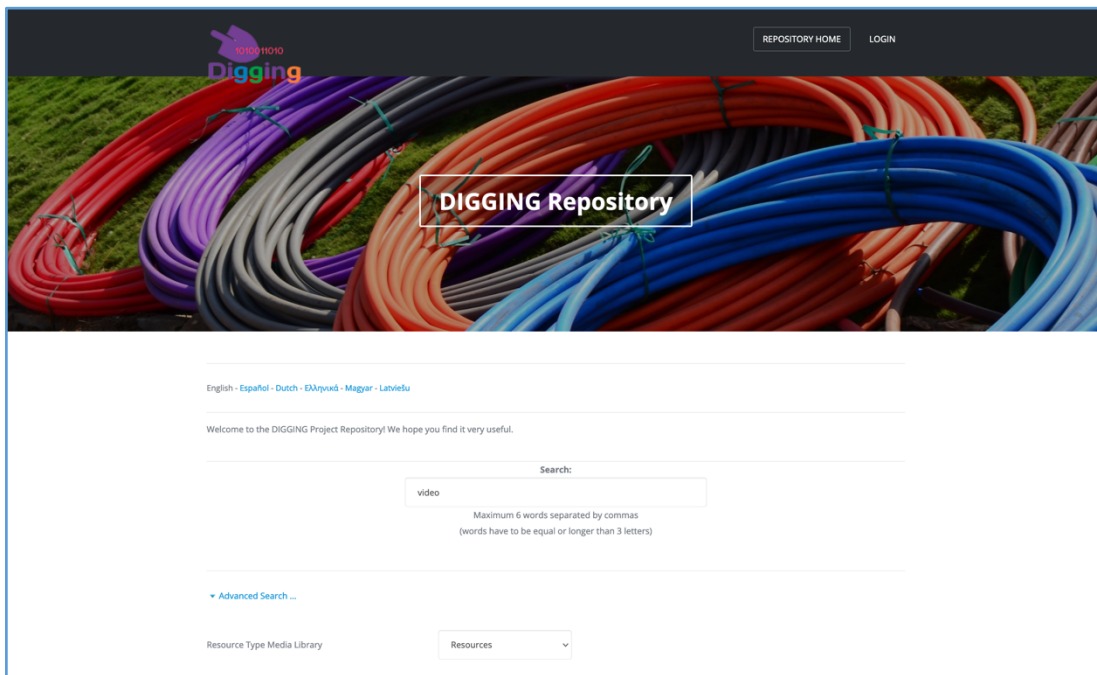 1010011010
Digging
REPOSITORY HOME
LOGIN
DIGGING Repository
English - Español - Dutch - Ελληνικά - Magyar - Latviešu
Welcome to the DIGGING Project Repository! We hope you find it very useful.
Search:
video
Maximum 6 words separated by commas
(words have to be equal or longer than 3 letters)
Advanced Search ...
Resource Type Media Library
Resources